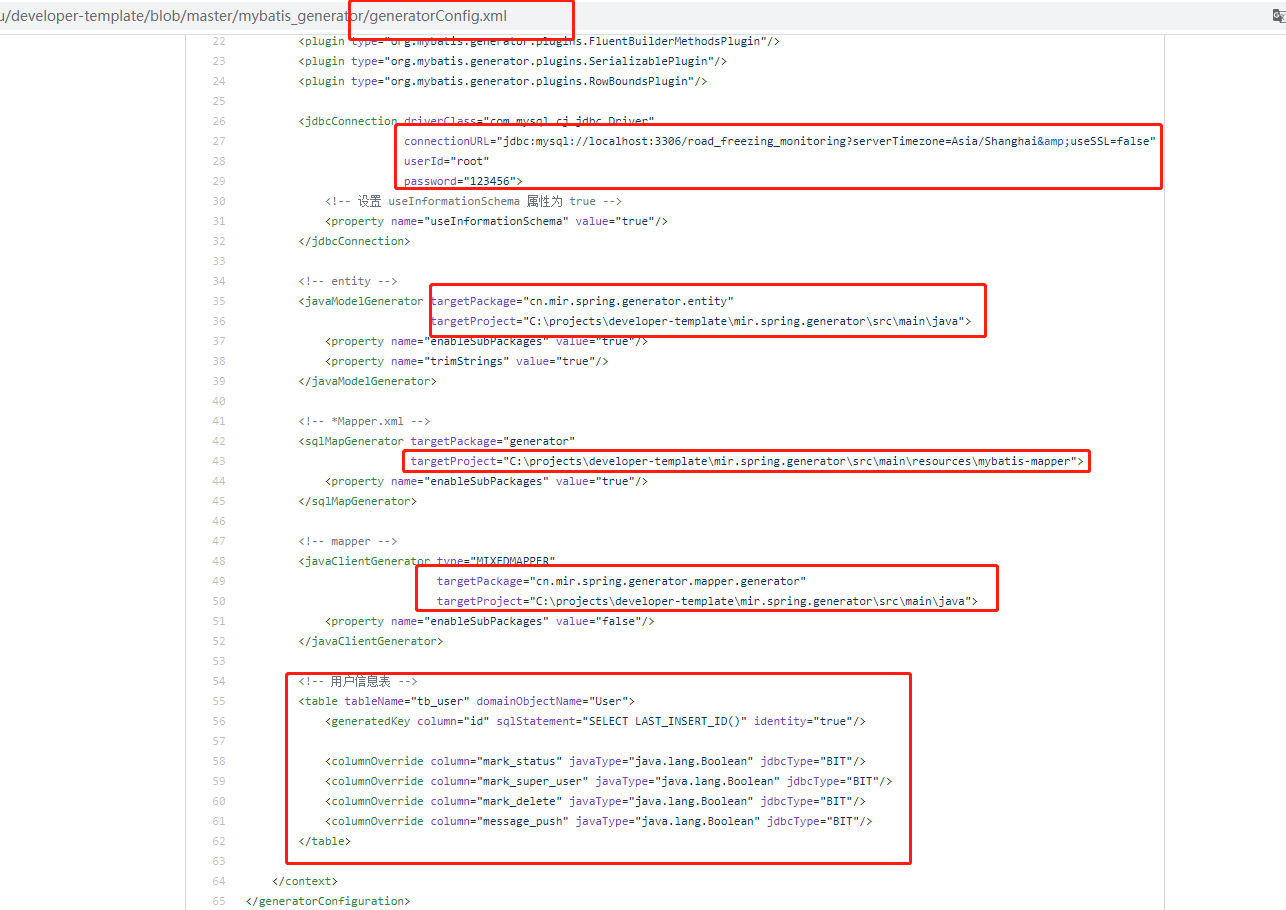 u/developer-template/blob/master/mybatis_generator/generatorConfig.xml
22 <plugin type="org.mybatis.generator.plugins.FluentBuilderMethodsPlugin"/>
23 <plugin type="org.mybatis.generator.plugins.SerializablePlugin"/>
24 <plugin type="org.mybatis.generator.plugins.RowBoundsPlugin"/>
25
26 <jdbcConnection driverClass="com.mysql.cj.jdbc.Driver"
27 connectionURL="jdbc:mysql://localhost:3306/road_freezing_monitoring?serverTimezone=Asia/Shanghai&amp;useSSL=false"
28 userId="root"
29 password="123456">
30 <!-- 设置 useInformationSchema 属性为 true -->
31 <property name="useInformationSchema" value="true"/>
32 </jdbcConnection>
33
34 <!-- entity -->
35 <javaModelGenerator targetPackage="cn.mir.spring.generator.entity"
36 targetProject="C:\projects\developer-template\mir.spring.generator\src\main\java">
37 <property name="enableSubPackages" value="true"/>
38 <property name="trimStrings" value="true"/>
39 </javaModelGenerator>
40
41 <!-- *Mapper.xml -->
42 <sqlMapGenerator targetPackage="generator"
43 targetProject="C:\projects\developer-template\mir.spring.generator\src\main\resources\mybatis-mapper">
44 <property name="enableSubPackages" value="true"/>
45 </sqlMapGenerator>
46
47 <!-- mapper -->
48 <javaClientGenerator type="MIXEDMAPPER"
49 targetPackage="cn.mir.spring.generator.mapper.generator"
50 targetProject="C:\projects\developer-template\mir.spring.generator\src\main\java">
51 <property name="enableSubPackages" value="false"/>
52 </javaClientGenerator>
53
54 <!-- 用户信息表 -->
55 <table tableName="tb_user" domainObjectName="User">
56 <generatedKey column="id" sqlStatement="SELECT LAST_INSERT_ID()" identity="true"/>
57
58 <columnOverride column="mark_status" javaType="java.lang.Boolean" jdbcType="BIT"/>
59 <columnOverride column="mark_super_user" javaType="java.lang.Boolean" jdbcType="BIT"/>
60 <columnOverride column="mark_delete" javaType="java.lang.Boolean" jdbcType="BIT"/>
61 <columnOverride column="message_push" javaType="java.lang.Boolean" jdbcType="BIT"/>
62 </table>
63
64 </context>
65 </generatorConfiguration>